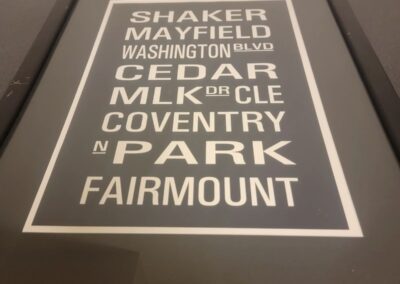 SHAKER
MAYFIELD
WASHINGTON BLVD
CEDAR
MLK DR CLE
COVENTRY
N PARK
FAIRMOUNT